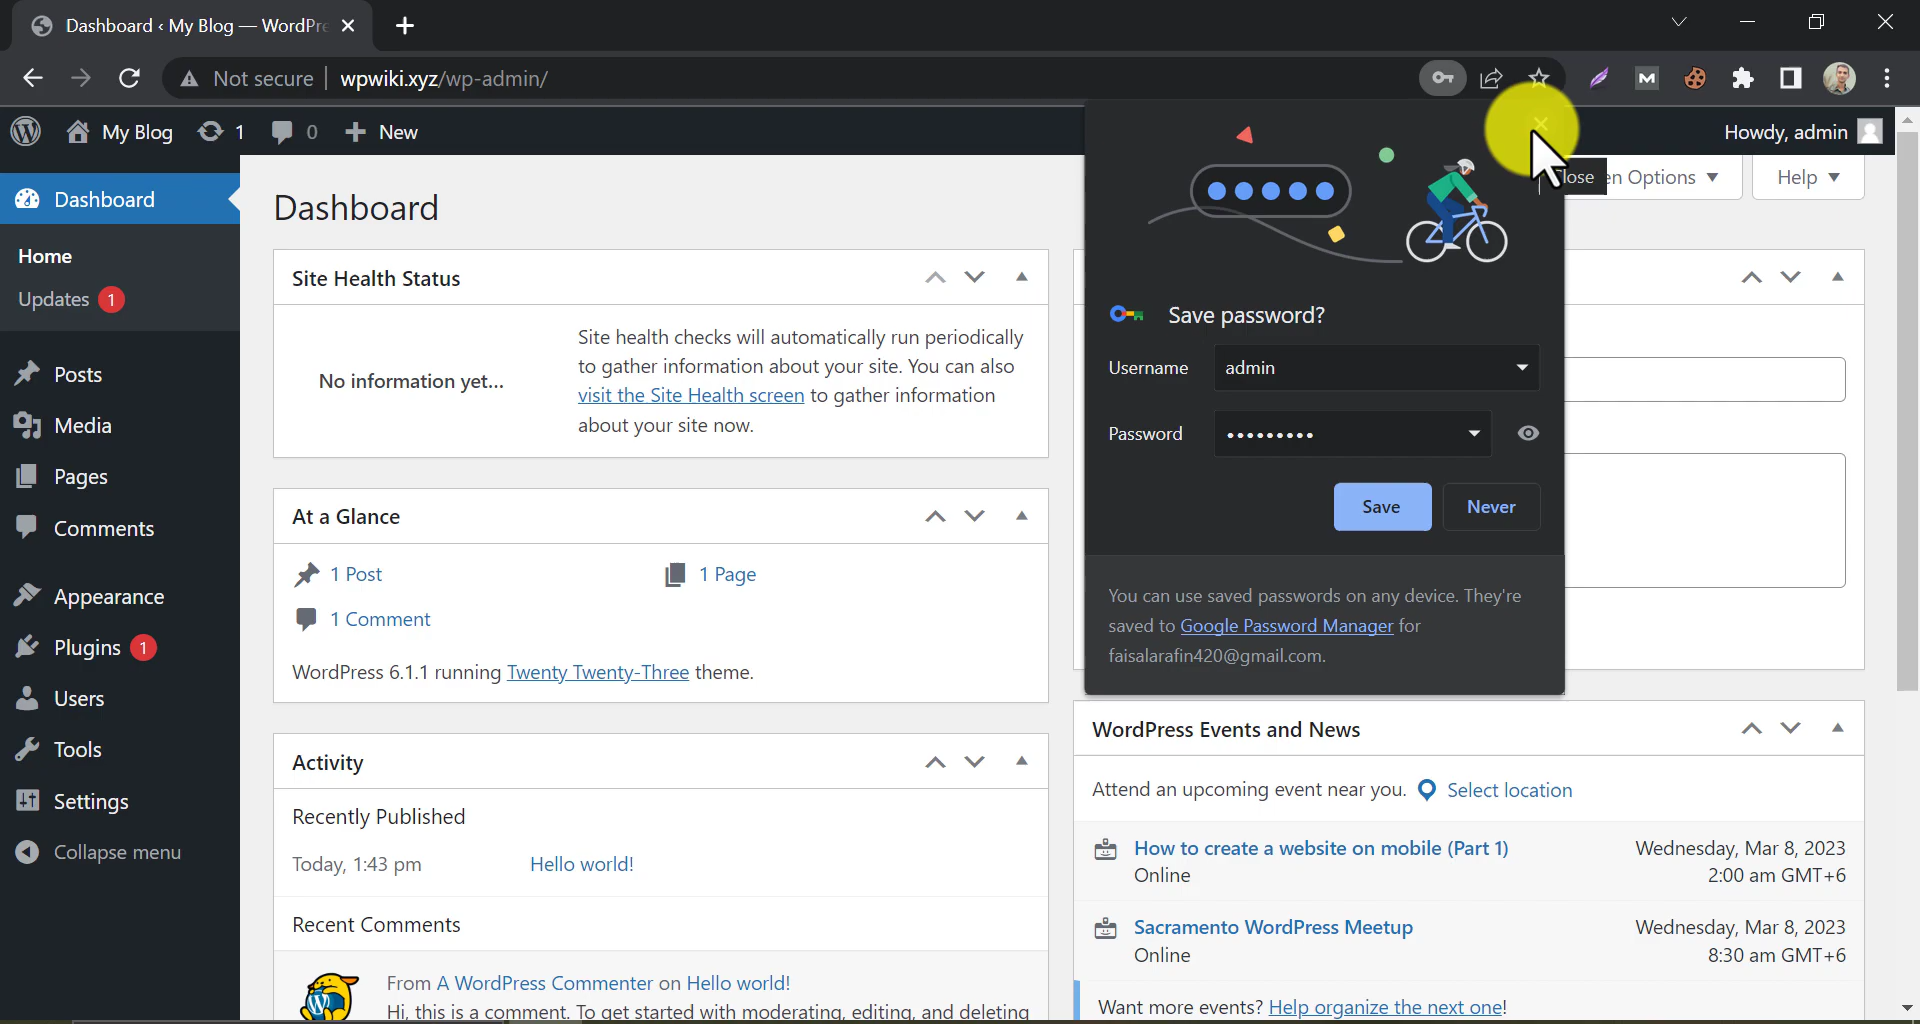 Dashboard ‹ My Blog — WordPre
Not secure
wpwiki.xyz/wp-admin/
My Blog
1
0
New
Howdy, admin
Dashboard
Home
Updates 1
Posts
Media
Pages
Comments
Appearance
Plugins 1
Users
Tools
Settings
Collapse menu
Dashboard
Options
Help
Site Health Status
No information yet...
Site health checks will automatically run periodically
to gather information about your site. You can also
visit the Site Health screen to gather information
about your site now.
At a Glance
1 Post
1 Page
1 Comment
WordPress 6.1.1 running Twenty Twenty-Three theme.
Activity
Recently Published
Today, 1:43 pm
Hello world!
Recent Comments
From A WordPress Commenter on Hello world!
Hi, this is a comment. To get started with moderating, editing, and deleting
Save password?
Username
admin
Password
Save
Never
You can use saved passwords on any device. They're
saved to Google Password Manager for
faisalarafin420@gmail.com.
WordPress Events and News
Attend an upcoming event near you.
Select location
How to create a website on mobile (Part 1)
Online
Wednesday, Mar 8, 2023
2:00 am GMT+6
Sacramento WordPress Meetup
Online
Wednesday, Mar 8, 2023
8:30 am GMT+6
Want more events? Help organize the next one!